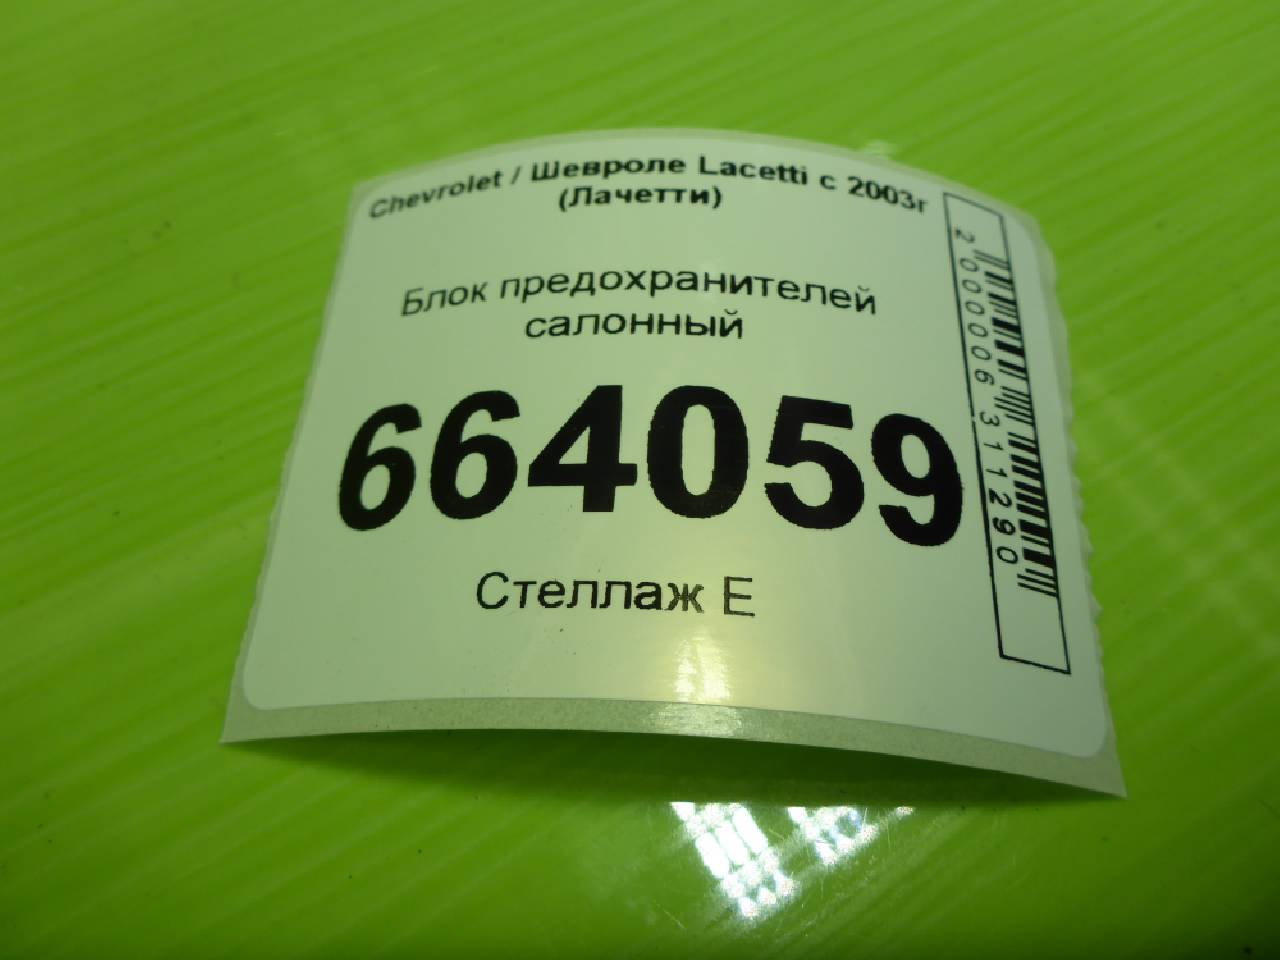 Chevrolet / Шевроле Lacetti с 2003г
(Лачетти)
Блок предохранителей
салонный
664059
Стеллаж Е
2000006311290